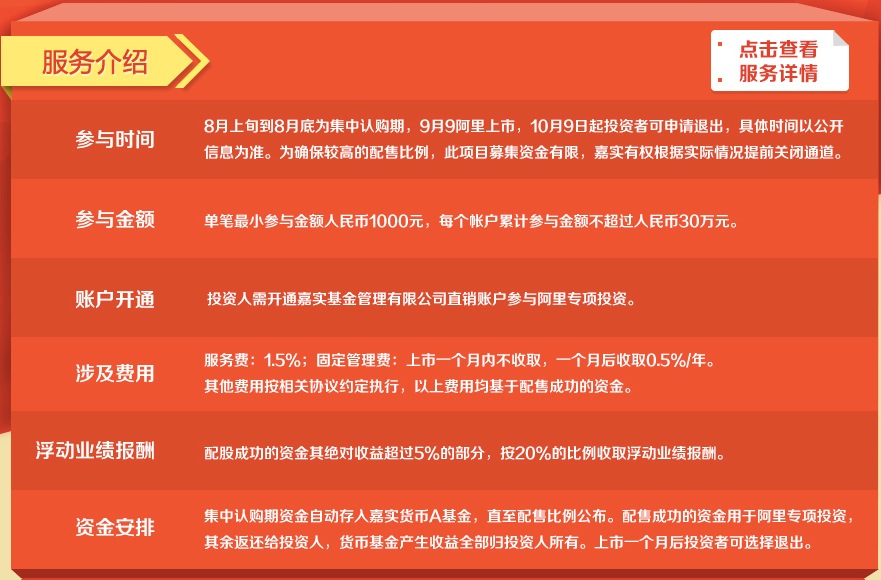 服务介绍
点击查看
服务详情
参与时间
8月上旬到8月底为集中认购期，9月9阿里上市，10月9日起投资者可申请退出，具体时间以公开
信息为准。为确保较高的配售比例，此项目募集资金有限，嘉实有权根据实际情况提前关闭通道。
参与金额
单笔最小参与金额人民币1000元，每个帐户累计参与金额不超过人民币30万元。
账户开通
投资人需开通嘉实基金管理有限公司直销账户参与阿里专项投资。
涉及费用
服务费：1.5%；固定管理费：上市一个月内不收取，一个月后收取0.5%/年。
其他费用按相关协议约定执行，以上费用均基于配售成功的资金。
浮动业绩报酬
配股成功的资金其绝对收益超过5%的部分，按20%的比例收取浮动业绩报酬。
资金安排
集中认购期资金自动存入嘉实货币A基金，直至配售比例公布。配售成功的资金用于阿里专项投资，
其余返还给投资人，货币基金产生收益全部归投资人所有。上市一个月后投资者可选择退出。